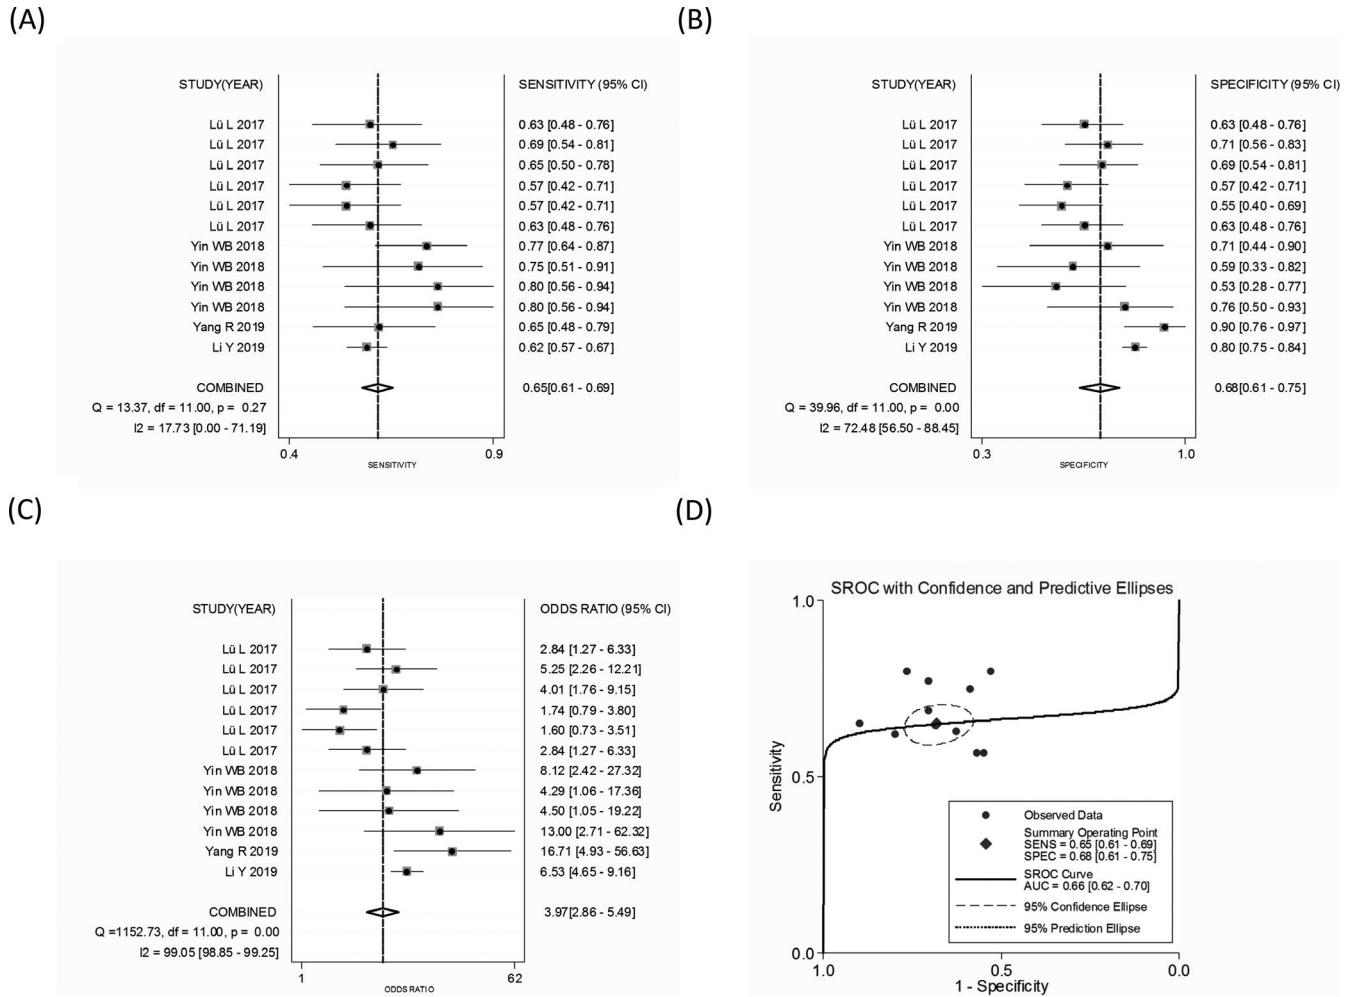 (A)
STUDY(YEAR) SENSITIVITY (95% CI)
Lü L 2017 0.63 [0.48 - 0.76]
Lü L 2017 0.69 [0.54 - 0.81]
Lü L 2017 0.65 [0.50 - 0.78]
Lü L 2017 0.57 [0.42 - 0.71]
Lü L 2017 0.57 [0.42 - 0.71]
Lü L 2017 0.63 [0.48 - 0.76]
Yin WB 2018 0.77 [0.64 - 0.87]
Yin WB 2018 0.75 [0.51 - 0.91]
Yin WB 2018 0.80 [0.56 - 0.94]
Yin WB 2018 0.80 [0.56 - 0.94]
Yang R 2019 0.65 [0.48 - 0.79]
Li Y 2019 0.62 [0.57 - 0.67]
COMBINED 0.65[0.61 - 0.69]
Q = 13.37, df = 11.00, p = 0.27
I2 = 17.73 [0.00 - 71.19]
0.4 0.9
SENSITIVITY
(B)
STUDY(YEAR) SPECIFICITY (95% CI)
Lü L 2017 0.63 [0.48 - 0.76]
Lü L 2017 0.71 [0.56 - 0.83]
Lü L 2017 0.69 [0.54 - 0.81]
Lü L 2017 0.57 [0.42 - 0.71]
Lü L 2017 0.55 [0.40 - 0.69]
Lü L 2017 0.63 [0.48 - 0.76]
Yin WB 2018 0.71 [0.44 - 0.90]
Yin WB 2018 0.59 [0.33 - 0.82]
Yin WB 2018 0.53 [0.28 - 0.77]
Yin WB 2018 0.76 [0.50 - 0.93]
Yang R 2019 0.90 [0.76 - 0.97]
Li Y 2019 0.80 [0.75 - 0.84]
COMBINED 0.68[0.61 - 0.75]
Q = 39.96, df = 11.00, p = 0.00
I2 = 72.48 [56.50 - 88.45]
0.3 1.0
SPECIFICITY
(C)
STUDY(YEAR) ODDS RATIO (95% CI)
Lü L 2017 2.84 [1.27 - 6.33]
Lü L 2017 5.25 [2.26 - 12.21]
Lü L 2017 4.01 [1.76 - 9.15]
Lü L 2017 1.74 [0.79 - 3.80]
Lü L 2017 1.60 [0.73 - 3.51]
Lü L 2017 2.84 [1.27 - 6.33]
Yin WB 2018 8.12 [2.42 - 27.32]
Yin WB 2018 4.29 [1.06 - 17.36]
Yin WB 2018 4.50 [1.05 - 19.22]
Yin WB 2018 13.00 [2.71 - 62.32]
Yang R 2019 16.71 [4.93 - 56.63]
Li Y 2019 6.53 [4.65 - 9.16]
COMBINED 3.97[2.86 - 5.49]
Q =1152.73, df = 11.00, p = 0.00
I2 = 99.05 [98.85 - 99.25]
1 62
ODDS RATIO
(D)
SROC with Confidence and Predictive Ellipses
1.0
0.5
0.0
Sensitivity
Observed Data
Summary Operating Point
SENS = 0.65 [0.61 - 0.69]
SPEC = 0.68 [0.61 - 0.75]
SROC Curve
AUC = 0.66 [0.62 - 0.70]
95% Confidence Ellipse
95% Prediction Ellipse
1.0 0.5 0.0
1 - Specificity